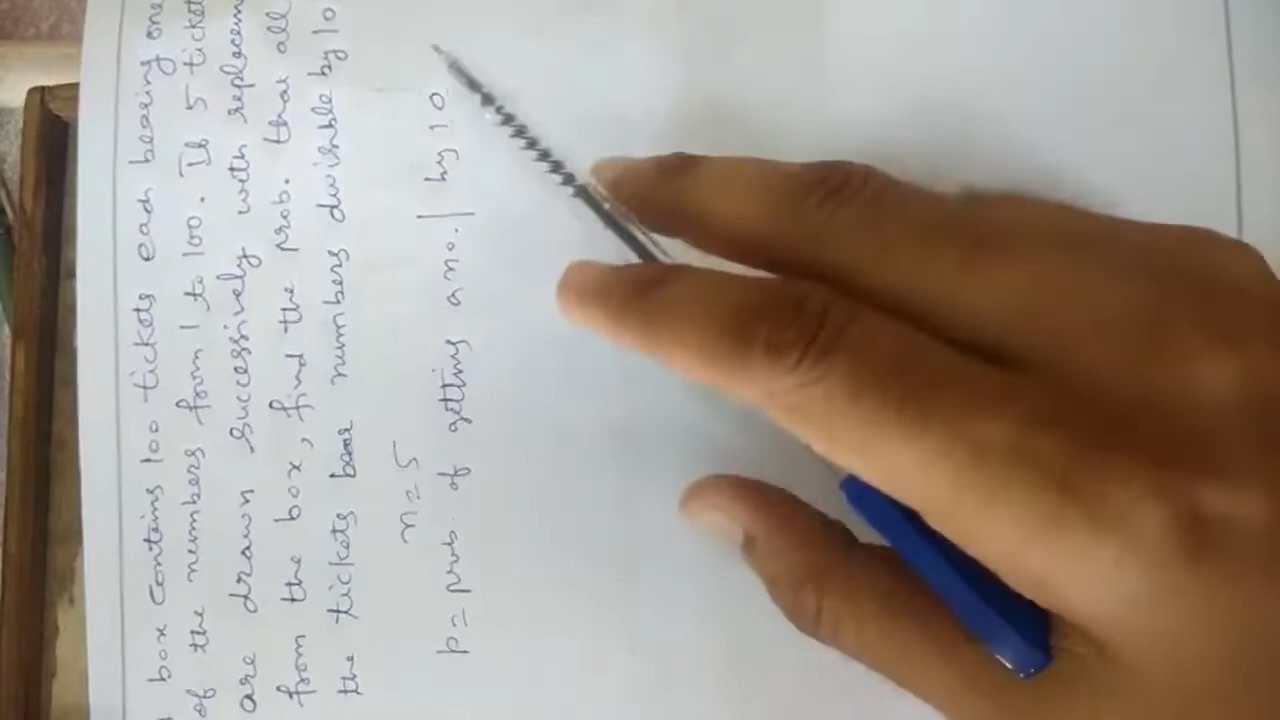 box contains 100 tickets each bearing one
of the numbers from 1 to 100. If 5 ticket
are drawn successively with replacem
from the box, find the prob. that all
the tickets bear numbers divisible by 10
n = 5
p = prob. of getting a no. | by 10